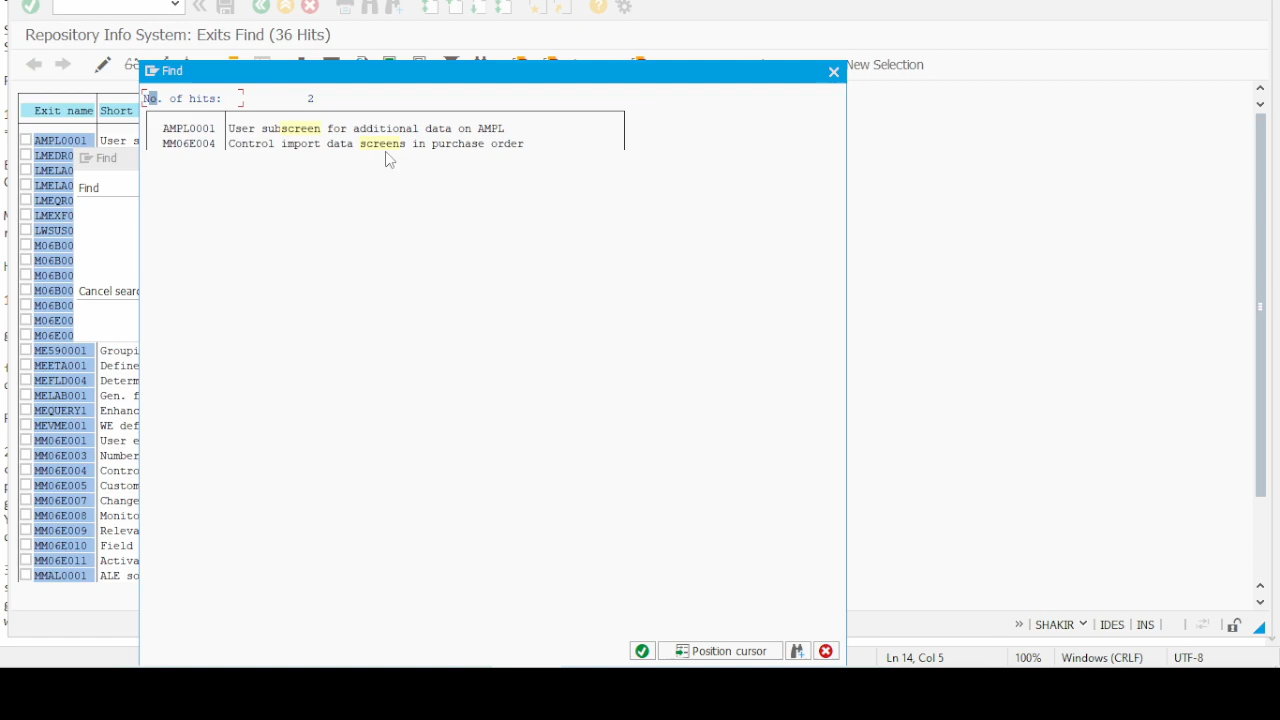 Repository Info System: Exits Find (36 Hits)
New Selection
Find
No. of hits: 2
AMPL0001 User subscreen for additional data on AMPL
MM06E004 Control import data screens in purchase order
Exit name Short
AMPL0001 User s
LMEDR0
Find
LMELA0
LMELA0
Find
LMEQR0
LMEXF0
LWSUS0
M06B00
M06B00
M06B00
M06B00
Cancel sear
M06B00
M06E00
M06E00
ME590001 Groupi
MEETA001 Define
MEFLD004 Determ
MELAB001 Gen. f
MEQUERY1 Enhanc
MEVME001 WE def
MM06E001 User e
MM06E003 Number
MM06E004 Contro
MM06E005 Custom
MM06E007 Change
MM06E008 Monito
MM06E009 Releva
MM06E010 Field
MM06E011 Activa
MMAL0001 ALE so
Position cursor
» SHAKIR IDES INS
Ln 14, Col 5 100% Windows (CRLF) UTF-8